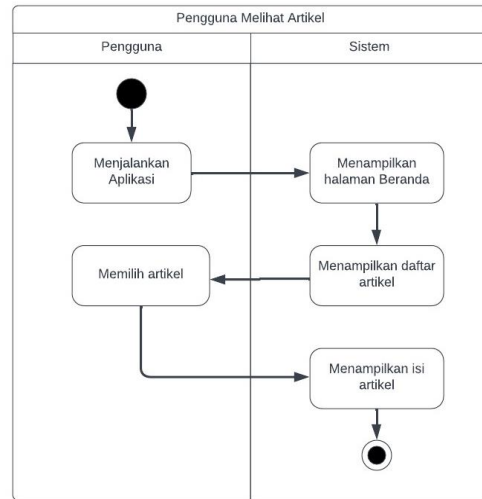 Pengguna Melihat Artikel
Pengguna
Sistem
Menjalankan
Aplikasi
Menampilkan
halaman Beranda
Menampilkan daftar
artikel
Memilih artikel
Menampilkan isi
artikel